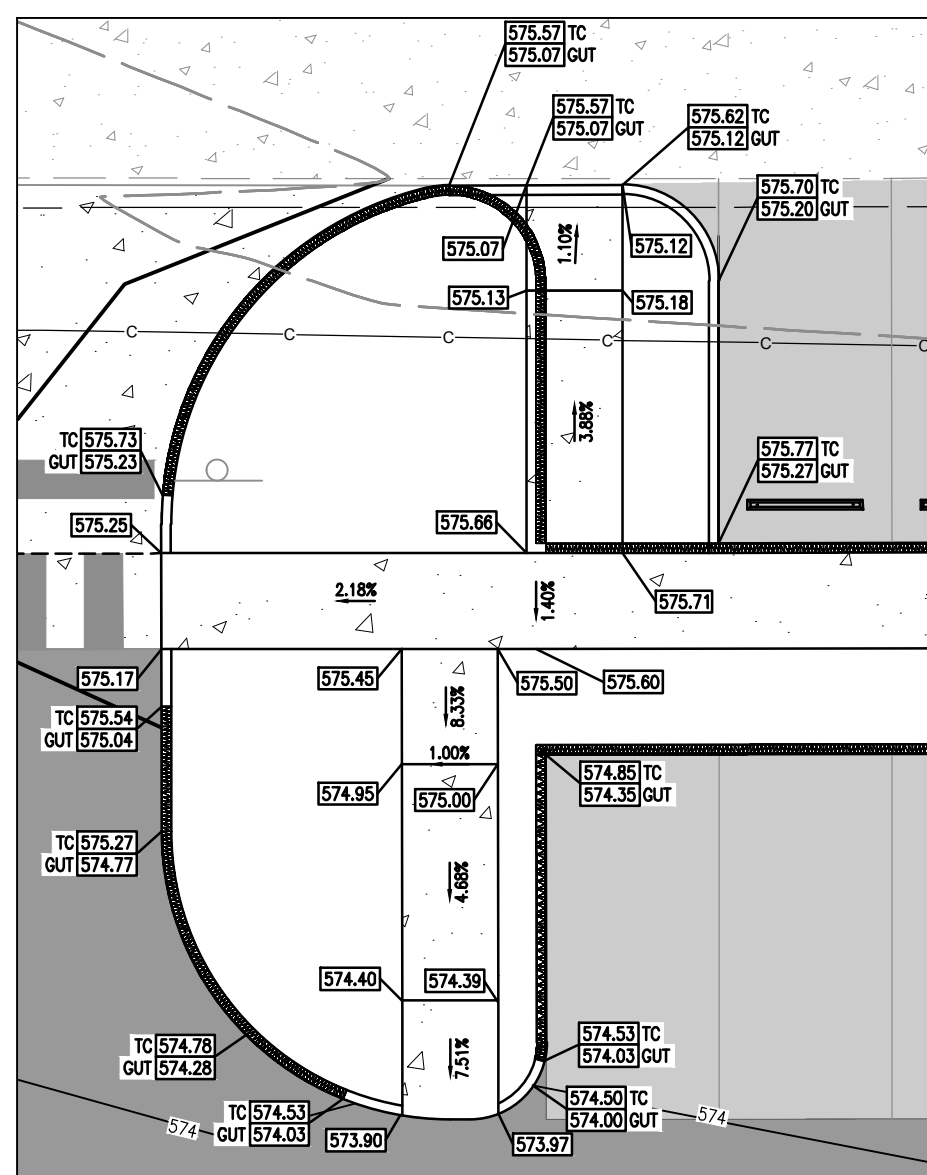 575.57 TC
575.07 GUT
575.57 TC
575.07 GUT
575.62 TC
575.12 GUT
575.70 TC
575.20 GUT
575.07
1.10%
575.12
575.13
575.18
C
C
C
C
C
C
3.88%
TC 575.73
GUT 575.23
575.77 TC
575.27 GUT
575.25
575.66
2.18%
1.40%
575.71
575.17
575.45
575.50
575.60
TC 575.54
GUT 575.04
8.33%
1.00%
574.95
575.00
574.85 TC
574.35 GUT
TC 575.27
GUT 574.77
4.68%
574.40
574.39
TC 574.78
GUT 574.28
7.51%
574.53 TC
574.03 GUT
574.50 TC
574.00 GUT
574
TC 574.53
GUT 574.03
573.90
573.97
574